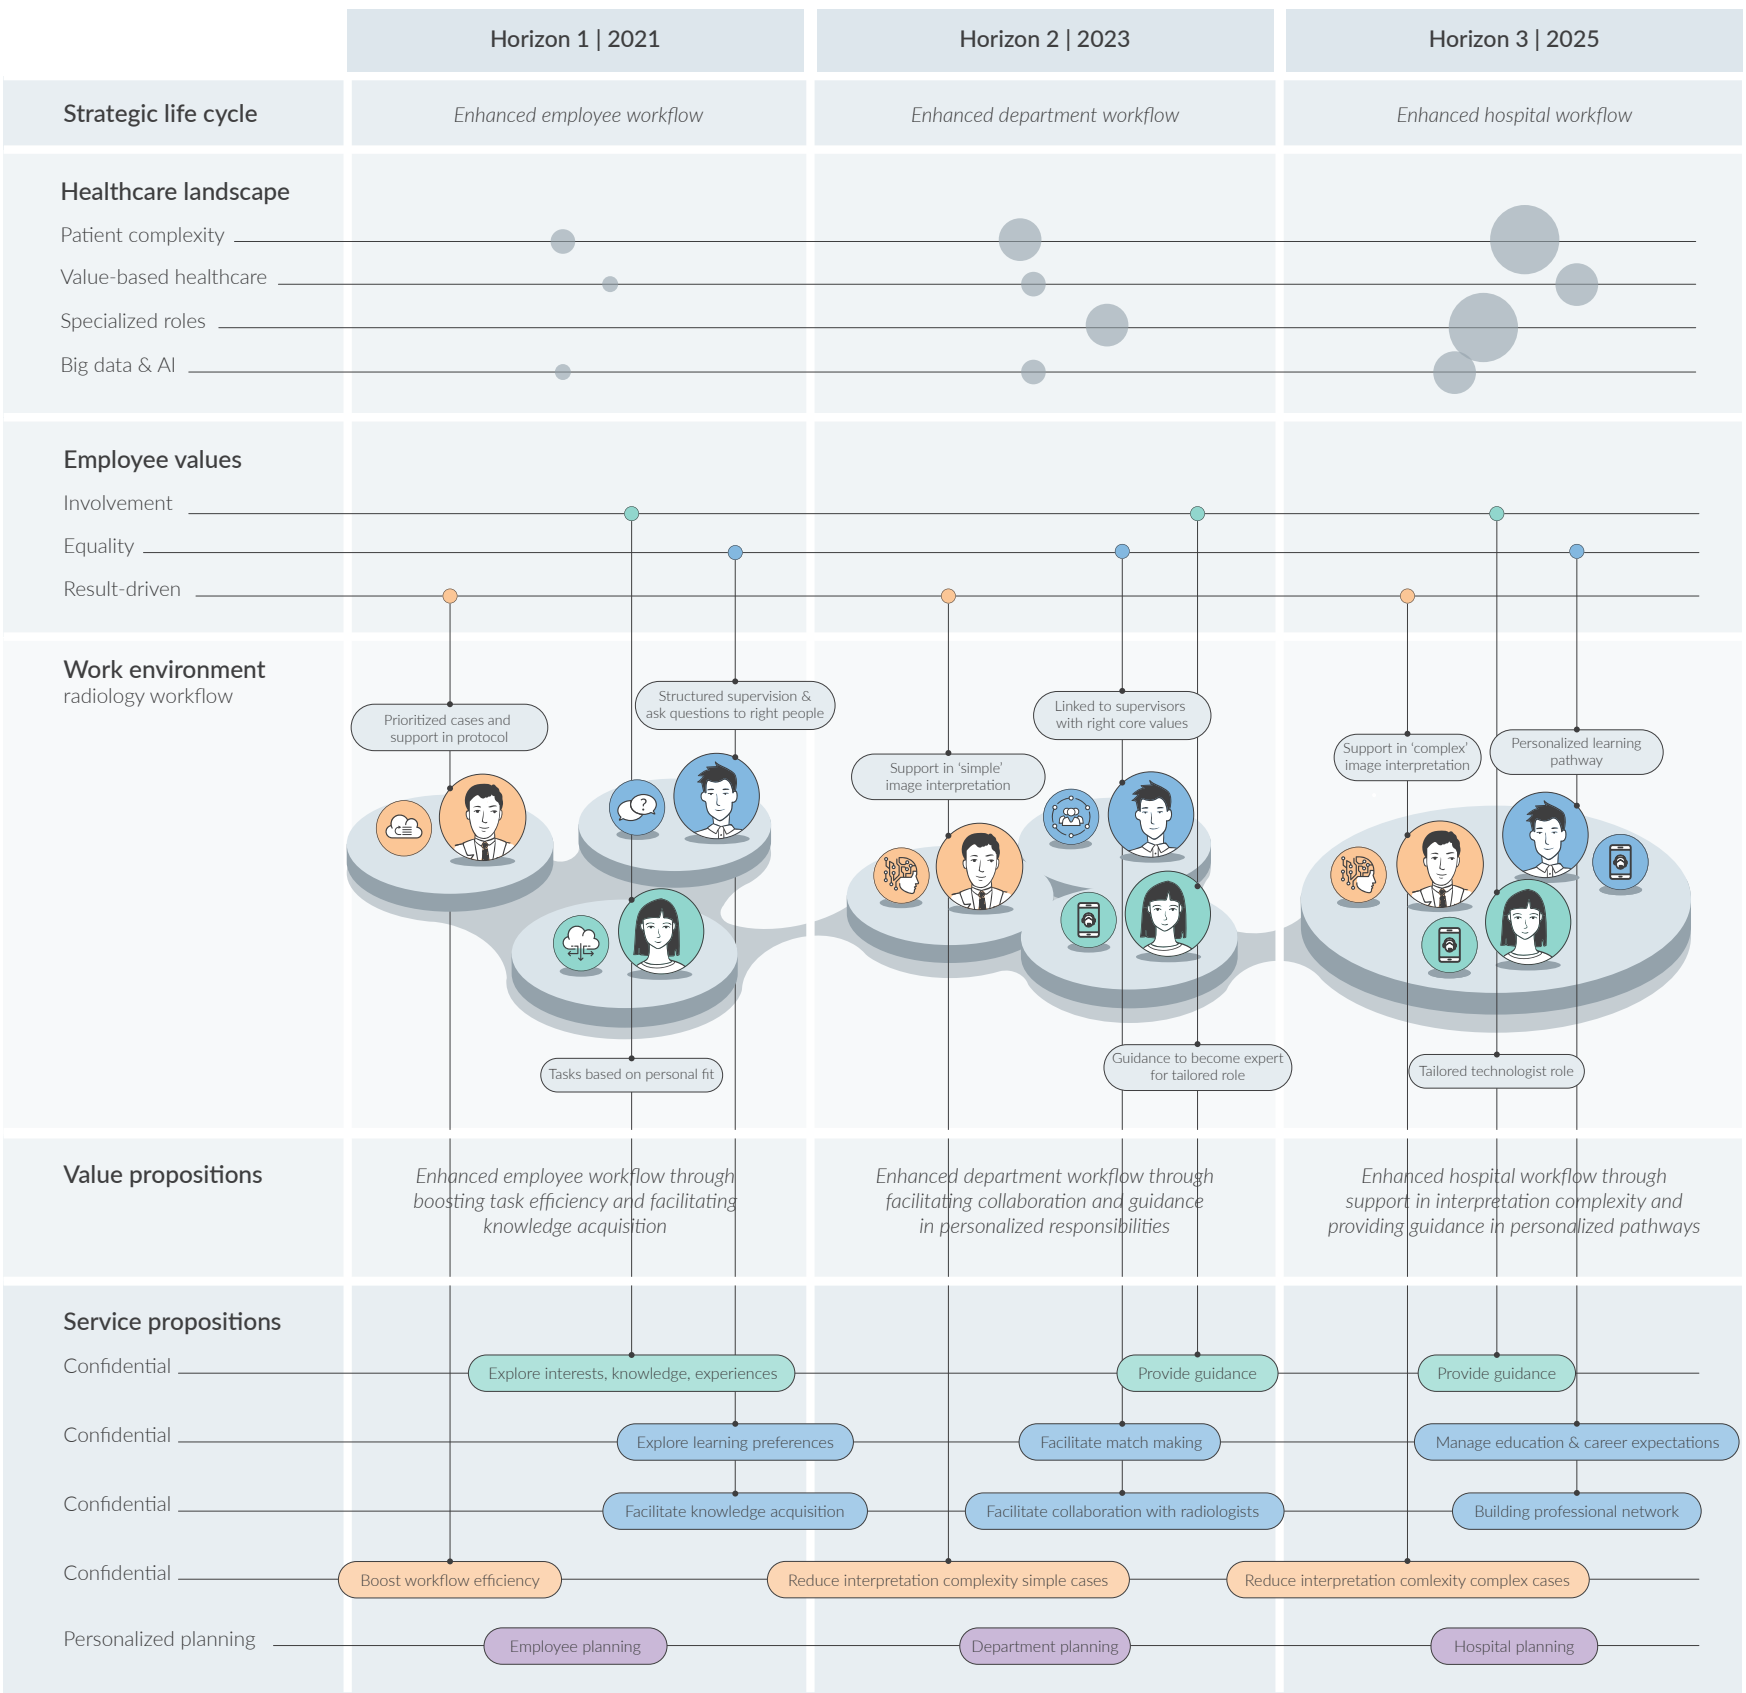 Horizon 1 | 2021
Horizon 2 | 2023
Horizon 3 | 2025
Strategic life cycle
Enhanced employee workflow
Enhanced department workflow
Enhanced hospital workflow
Healthcare landscape
Patient complexity
Value-based healthcare
Specialized roles
Big data & AI
Employee values
Involvement
Equality
Result-driven
Work environment
radiology workflow
Prioritized cases and
support in protocol
Structured supervision &
ask questions to right people
?
Tasks based on personal fit
Support in ‘simple’
image interpretation
Linked to supervisors
with right core values
Guidance to become expert
for tailored role
Support in ‘complex’
image interpretation
Personalized learning
pathway
Tailored technologist role
Value propositions
Enhanced employee workflow through
boosting task efficiency and facilitating
knowledge acquisition
Enhanced department workflow through
facilitating collaboration and guidance
in personalized responsibilities
Enhanced hospital workflow through
support in interpretation complexity and
providing guidance in personalized pathways
Service propositions
Confidential
Explore interests, knowledge, experiences
Provide guidance
Provide guidance
Confidential
Explore learning preferences
Facilitate match making
Manage education & career expectations
Confidential
Facilitate knowledge acquisition
Facilitate collaboration with radiologists
Building professional network
Confidential
Boost workflow efficiency
Reduce interpretation complexity simple cases
Reduce interpretation comlexity complex cases
Personalized planning
Employee planning
Department planning
Hospital planning